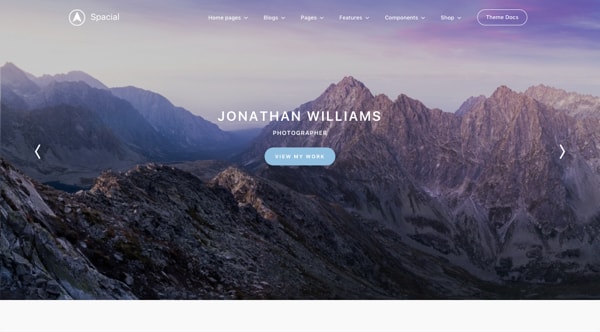 Spacial
Home pages Blogs Pages Features Components Shop Theme Docs
JONATHAN WILLIAMS
PHOTOGRAPHER
VIEW MY WORK